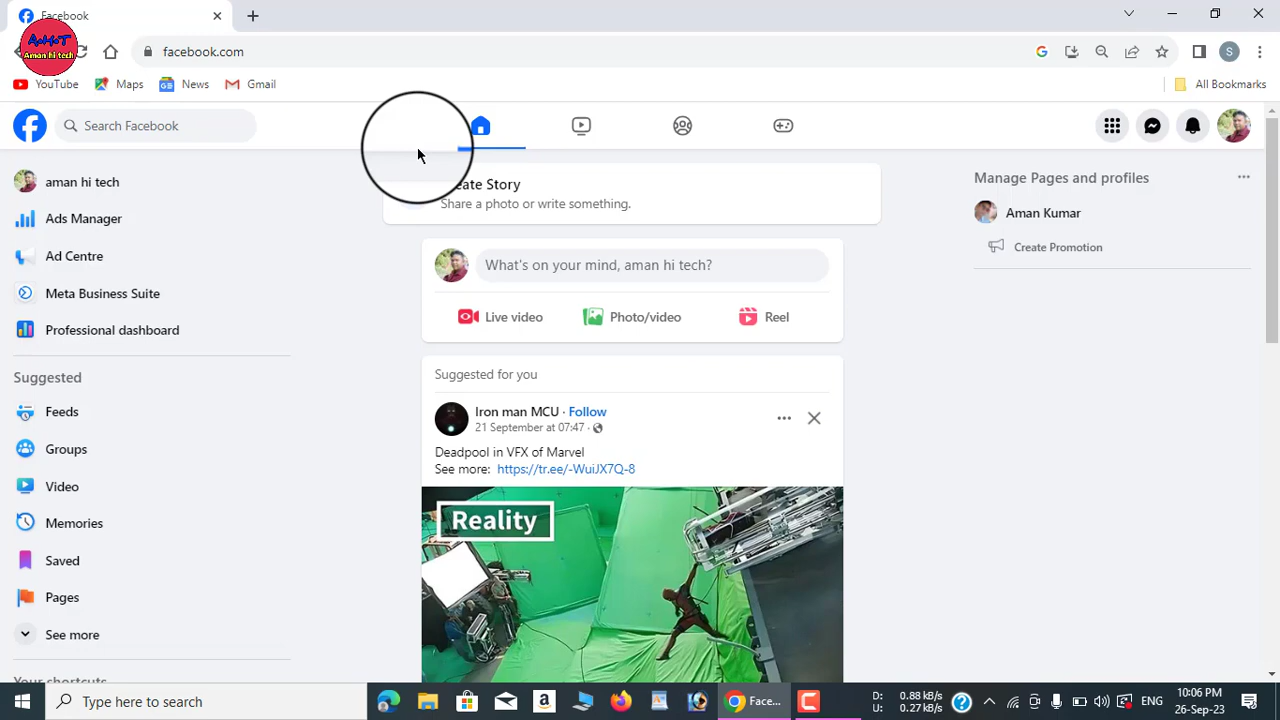 Facebook
AoHoT
Aman hi tech
facebook.com
S
YouTube
Maps
News
Gmail
All Bookmarks
Search Facebook
aman hi tech
Ads Manager
Ad Centre
Meta Business Suite
Professional dashboard
Suggested
Feeds
Groups
Video
Memories
Saved
Pages
See more
Your shortcuts
eate Story
Share a photo or write something.
What's on your mind, aman hi tech?
Live video
Photo/video
Reel
Suggested for you
Iron man MCU · Follow
21 September at 07:47 ·
Deadpool in VFX of Marvel
See more: https://tr.ee/-WuiJX7Q-8
Reality
Manage Pages and profiles
Aman Kumar
Create Promotion
Type here to search
Face...
D: 0.88 kB/s
U: 0.27 kB/s
ENG
10:06 PM
26-Sep-23